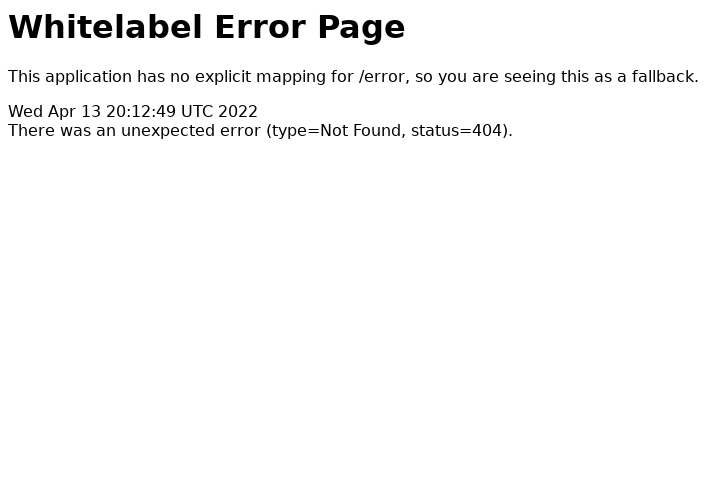 Whitelabel Error Page
This application has no explicit mapping for /error, so you are seeing this as a fallback.
Wed Apr 13 20:12:49 UTC 2022
There was an unexpected error (type=Not Found, status=404).